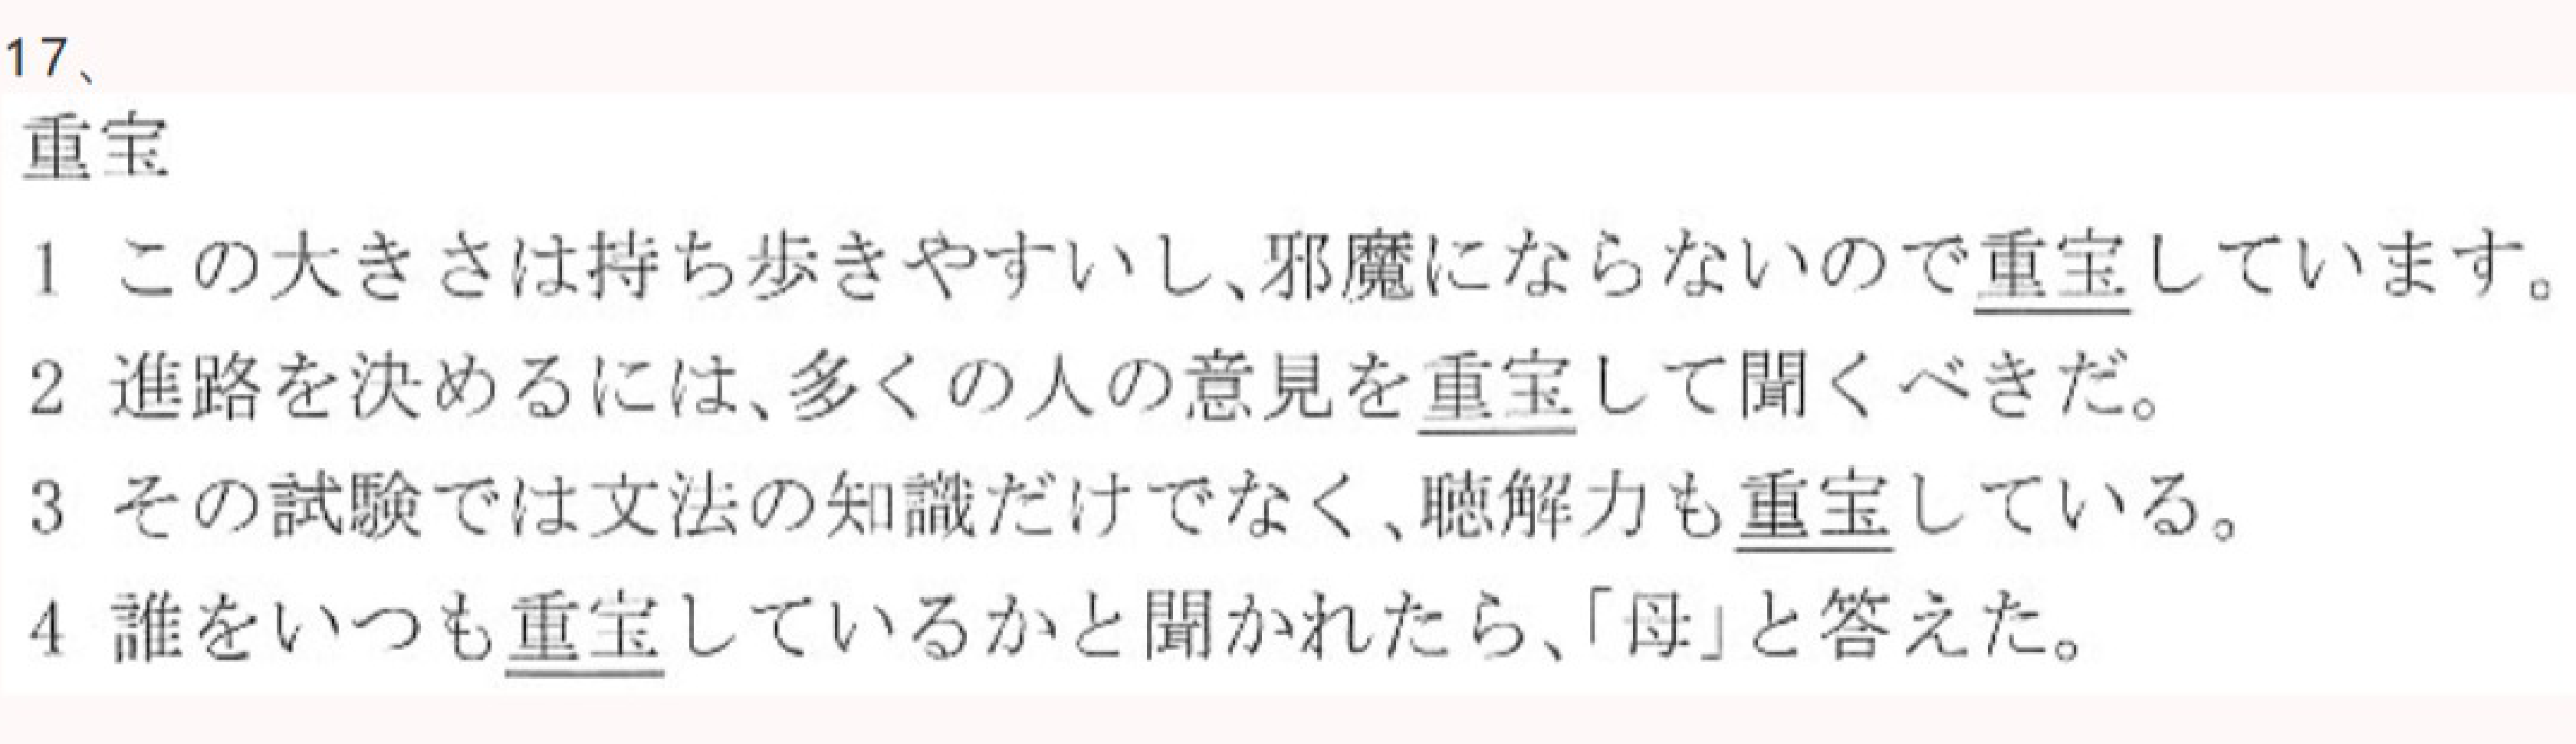 17、
重宝
1 この大きさは持ち歩きやすいし、邪魔にならないので重宝しています。
2 進路を決めるには、多くの人の意見を重宝して聞くべきだ。
3 その試験では文法の知識だけでなく、聴解力も重宝している。
4 誰をいつも重宝しているかと聞かれたら、「母」と答えた。